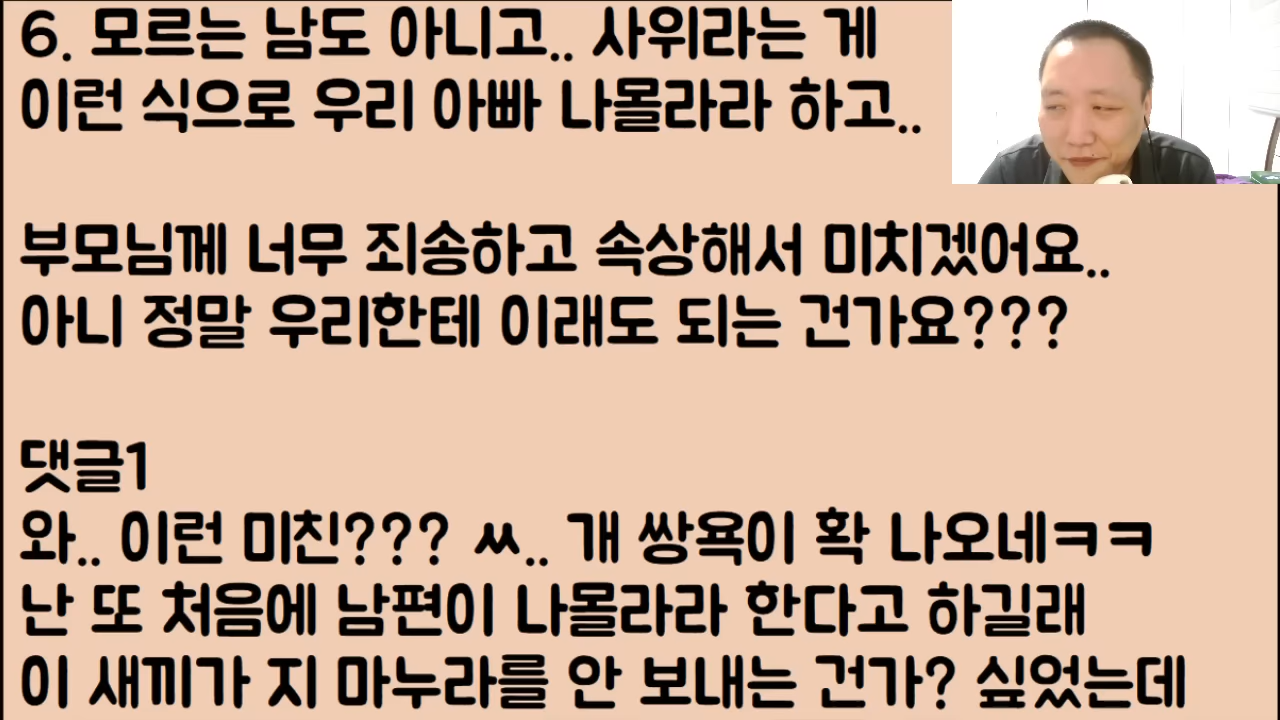 6. 모르는 남도 아니고.. 사위라는 게
이런 식으로 우리 아빠 나몰라라 하고..
부모님께 너무 죄송하고 속상해서 미치겠어요..
아니 정말 우리한테 이래도 되는 건가요???
댓글1
와.. 이런 미친??? ㅆ.. 개 쌍욕이 확 나오네ㅋㅋ
난 또 처음에 남편이 나몰라라 한다고 하길래
이 새끼가 지 마누라를 안 보내는 건가? 싶었는데